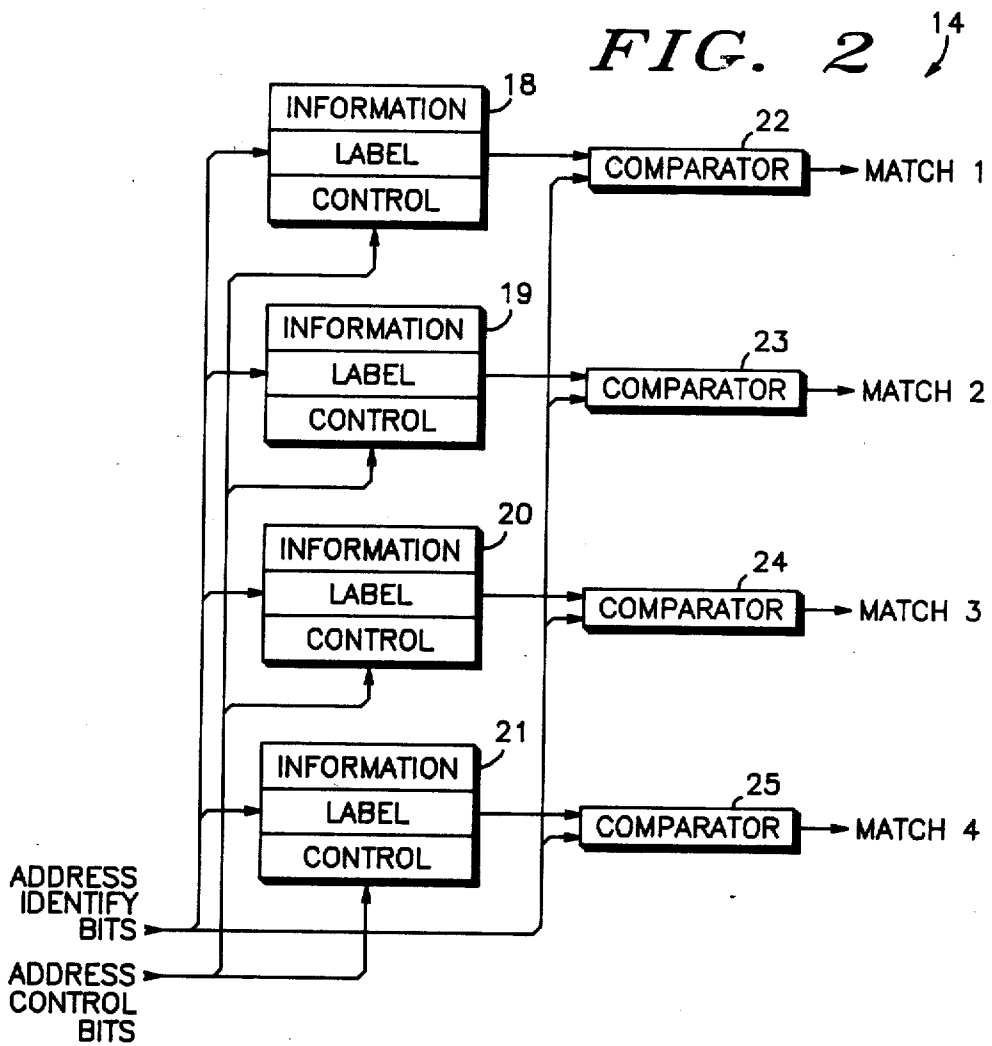 FIG. 2
14
18
INFORMATION
LABEL
CONTROL
22
COMPARATOR
MATCH 1
19
INFORMATION
LABEL
CONTROL
23
COMPARATOR
MATCH 2
20
INFORMATION
LABEL
CONTROL
24
COMPARATOR
MATCH 3
21
INFORMATION
LABEL
CONTROL
25
COMPARATOR
MATCH 4
ADDRESS
IDENTIFY
BITS
ADDRESS
CONTROL
BITS